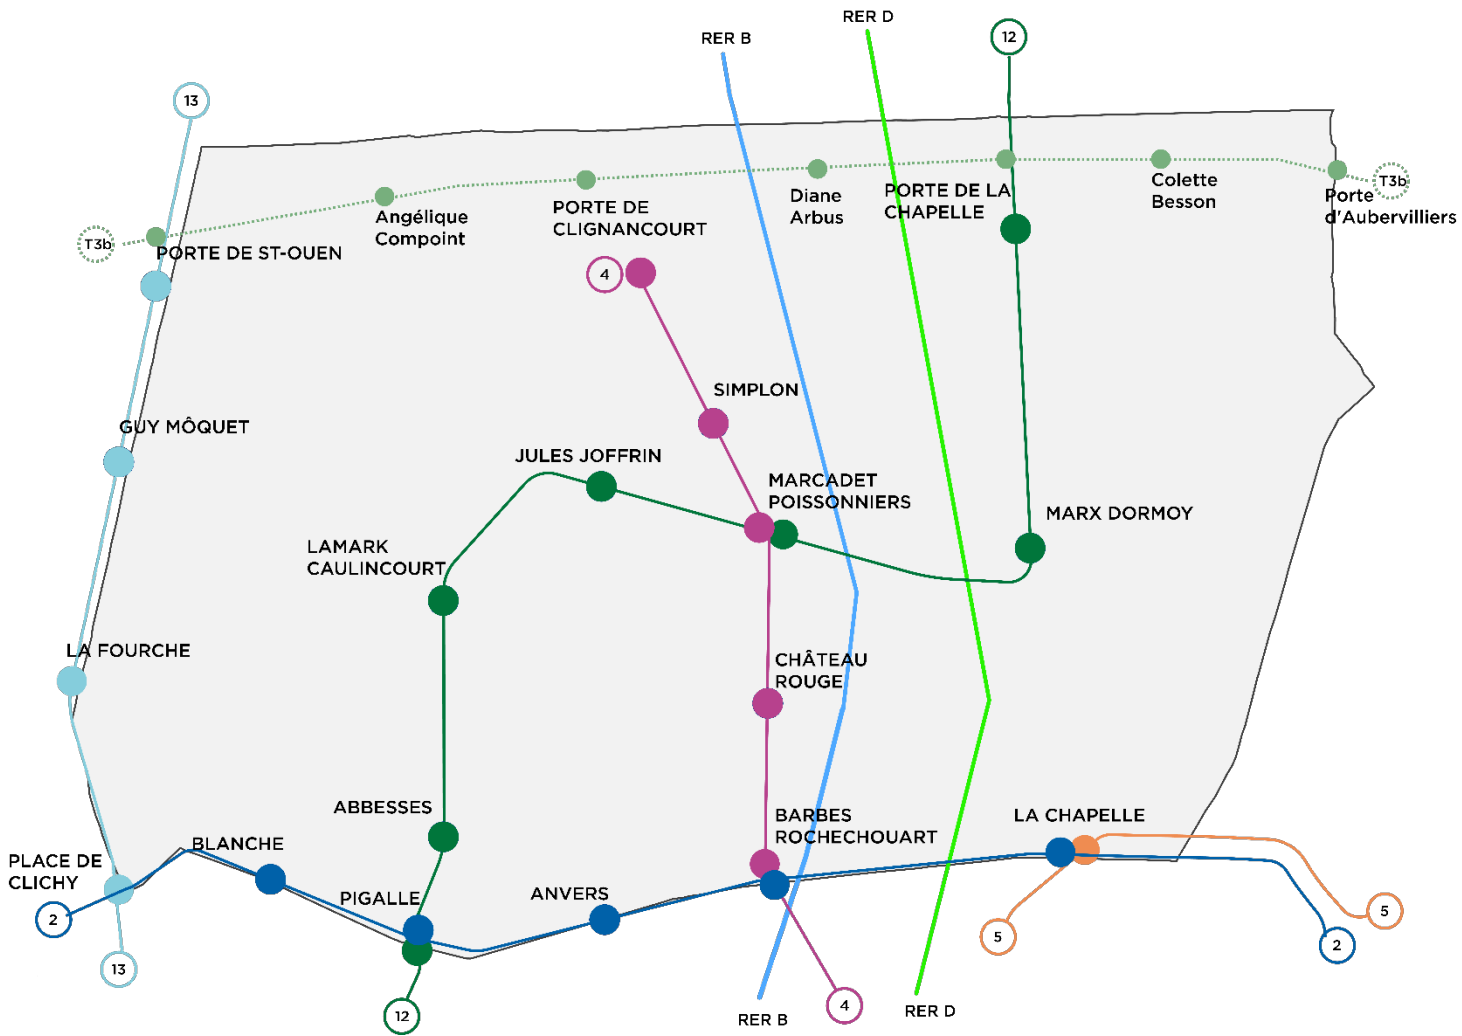 RER D
RER B
12
13
Colette
Besson
Diane
Arbus
PORTE DE LA
CHAPELLE
Porte
d'Aubervilliers
T3b
Angélique
Compoint
PORTE DE
CLIGNANCOURT
T3b
PORTE DE ST-OUEN
4
SIMPLON
GUY MÔQUET
JULES JOFFRIN
MARCADET
POISSONNIERS
MARX DORMOY
LAMARK
CAULINCOURT
LA FOURCHE
CHÂTEAU
ROUGE
ABBESSES
BARBES
ROCHECHOUART
LA CHAPELLE
BLANCHE
PLACE DE
CLICHY
PIGALLE
ANVERS
2
5
5
2
13
12
RER B
4
RER D